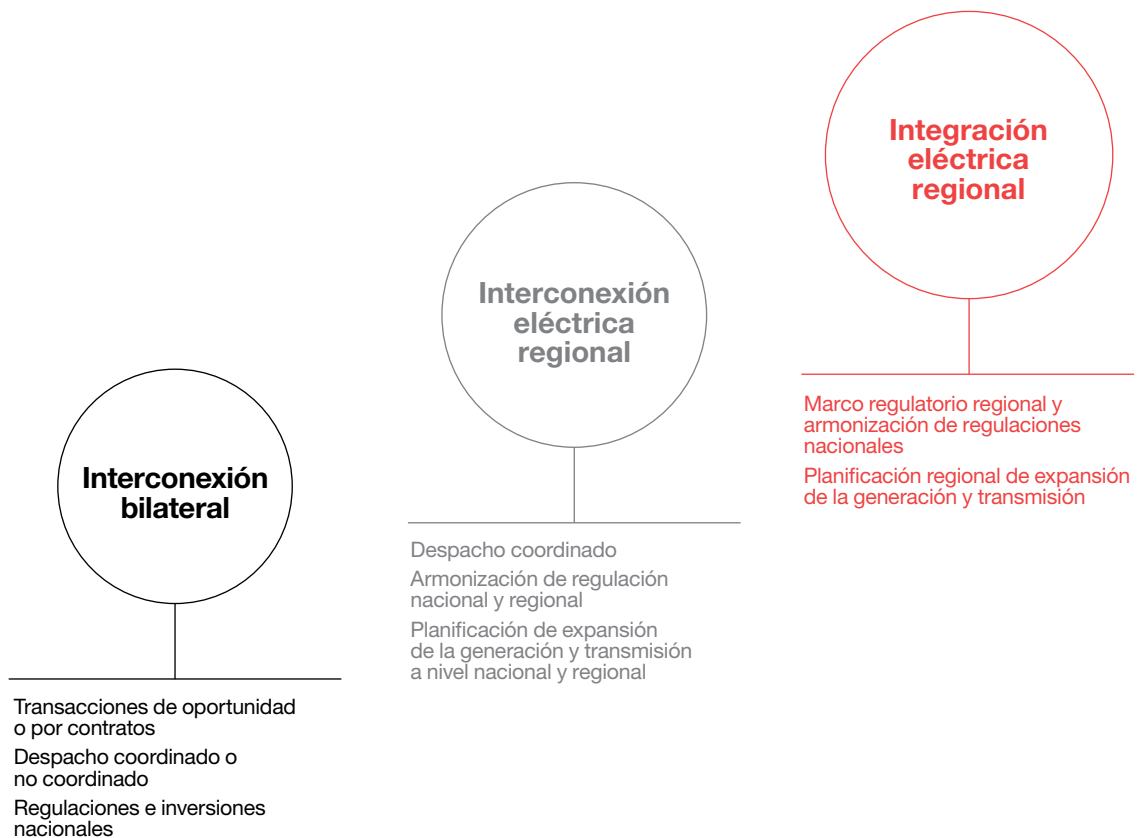 Interconexión
bilateral
Transacciones de oportunidad
o por contratos
Despacho coordinado o
no coordinado
Regulaciones e inversiones
nacionales
Interconexión
eléctrica
regional
Despacho coordinado
Armonización de regulación
nacional y regional
Planificación de expansión
de la generación y transmisión
a nivel nacional y regional
Integración
eléctrica
regional
Marco regulatorio regional y
armonización de regulaciones
nacionales
Planificación regional de expansión
de la generación y transmisión